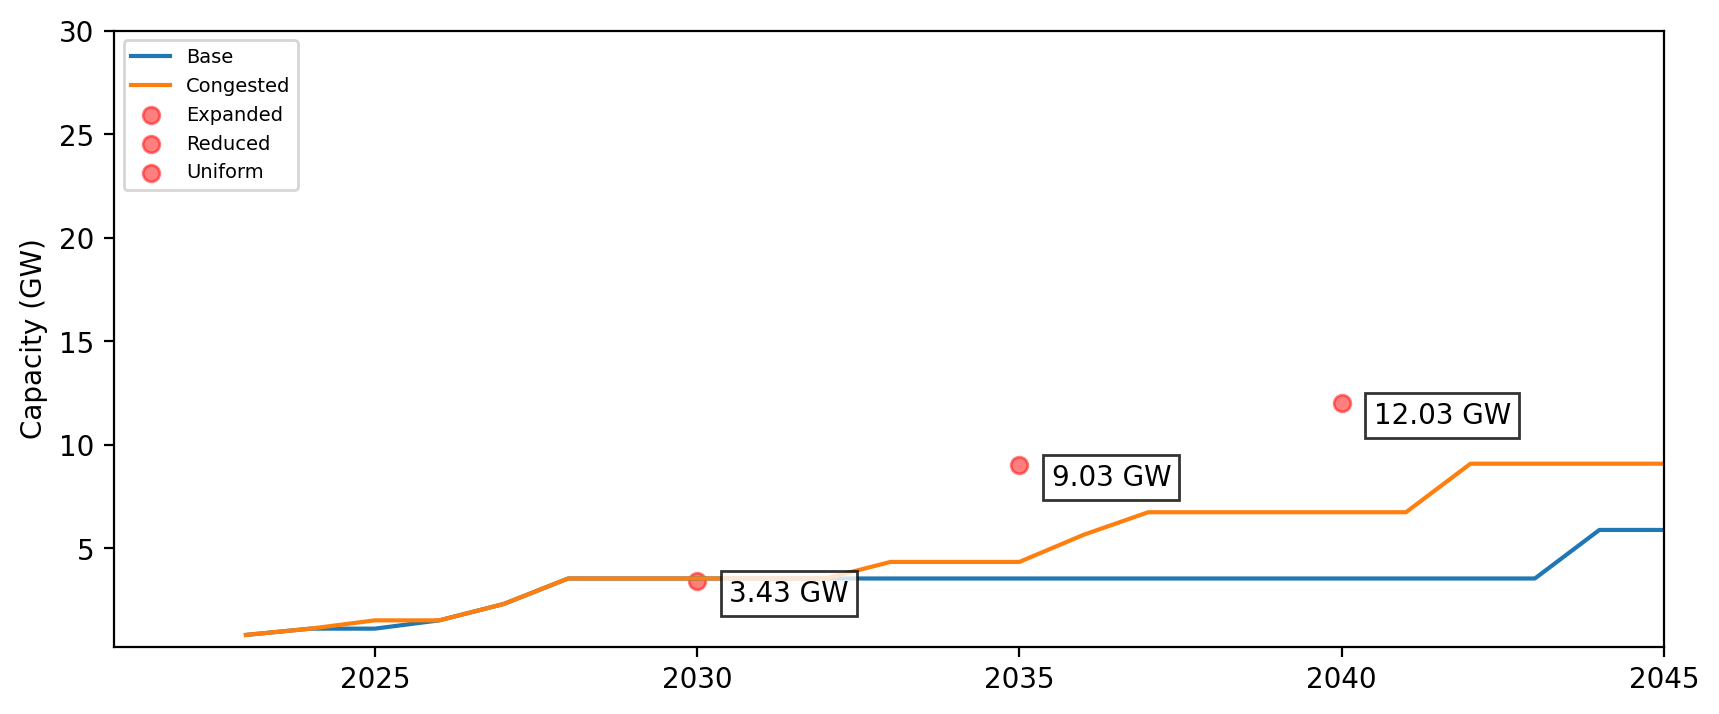 30
25
20
15
10
5
Capacity (GW)
Base
Congested
Expanded
Reduced
Uniform
12.03 GW
9.03 GW
3.43 GW
2025
2030
2035
2040
2045